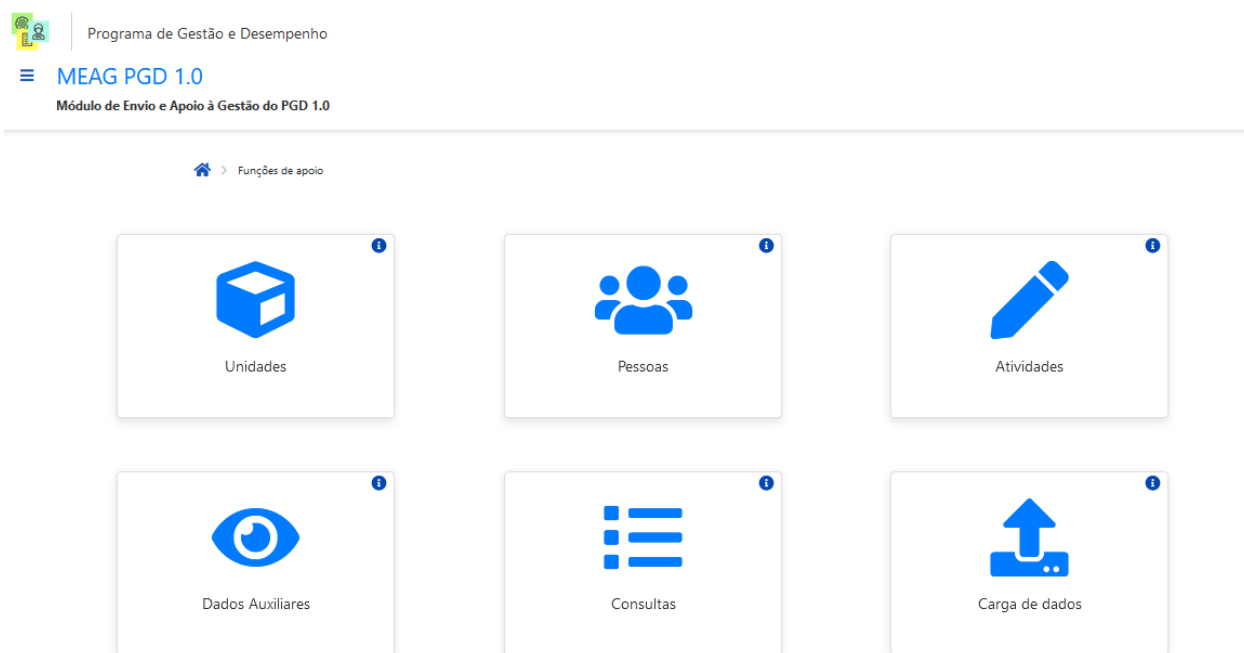 Programa de Gestão e Desempenho
MEAG PGD 1.0
Módulo de Envio e Apoio à Gestão do PGD 1.0
Funções de apoio
Unidades
Pessoas
Atividades
Dados Auxiliares
Consultas
Carga de dados